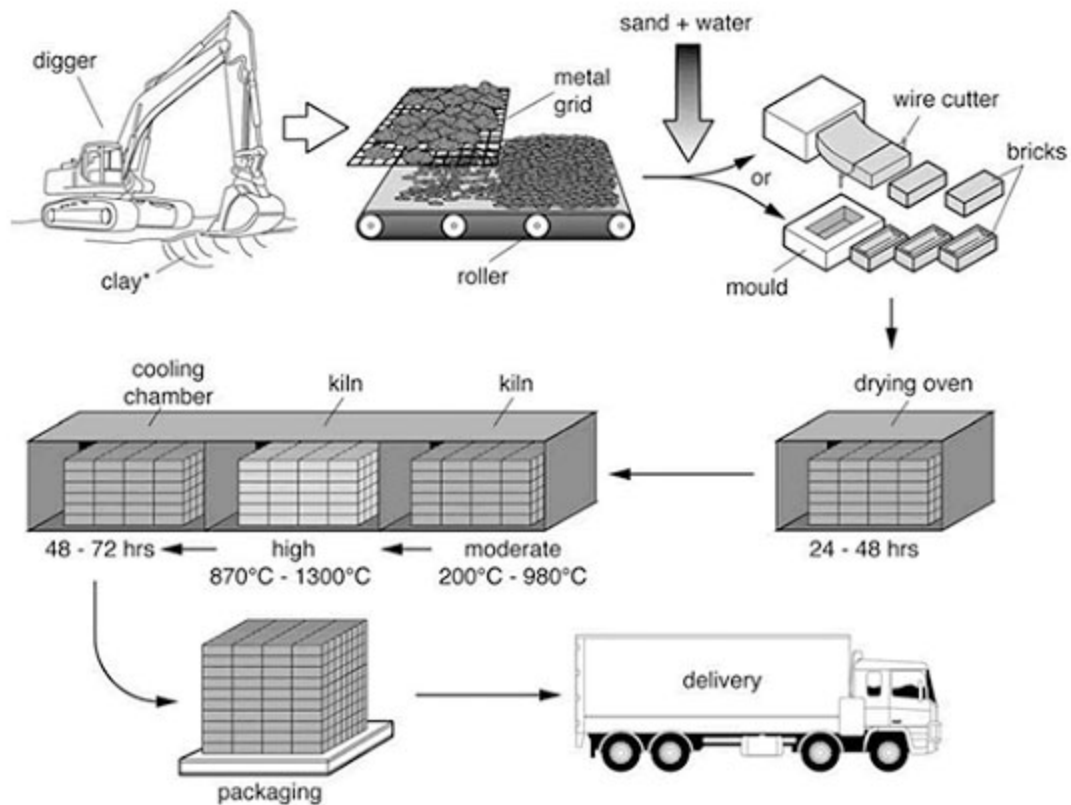 sand + water
digger
metal
grid
wire cutter
bricks
or
clay*
roller
mould
cooling
chamber
kiln
kiln
drying oven
48 - 72 hrs
high
870°C - 1300°C
moderate
200°C - 980°C
24 - 48 hrs
delivery
packaging